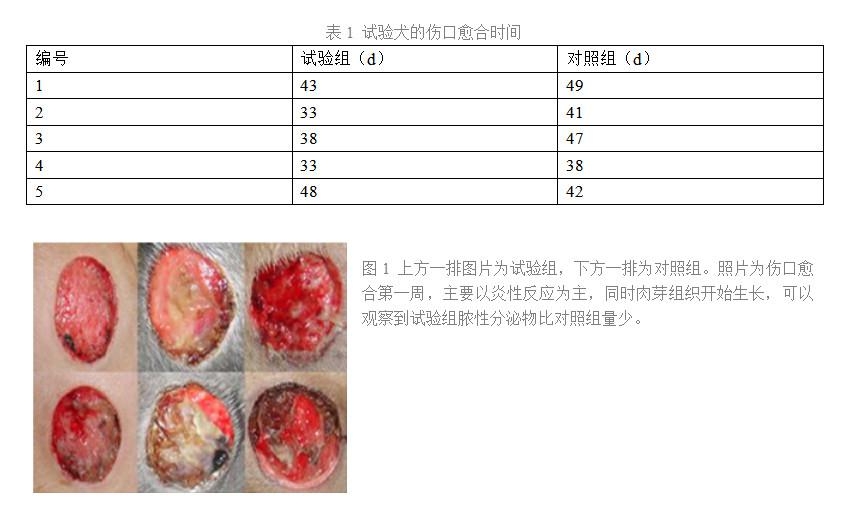 表 1 试验犬的伤口愈合时间
编号 试验组（d） 对照组（d）
1 43 49
2 33 41
3 38 47
4 33 38
5 48 42
图 1 上方一排图片为试验组，下方一排为对照组。照片为伤口愈
合第一周，主要以炎性反应为主，同时肉芽组织开始生长，可以
观察到试验组脓性分泌物比对照组量少。